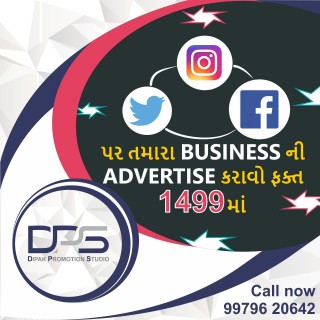 પર તમારા BUSINESS ની
ADVERTISE કરાવો ફક્ત
1499માં
DPS
DIPAK PROMOTION STUDIO
Call now
99796 20642